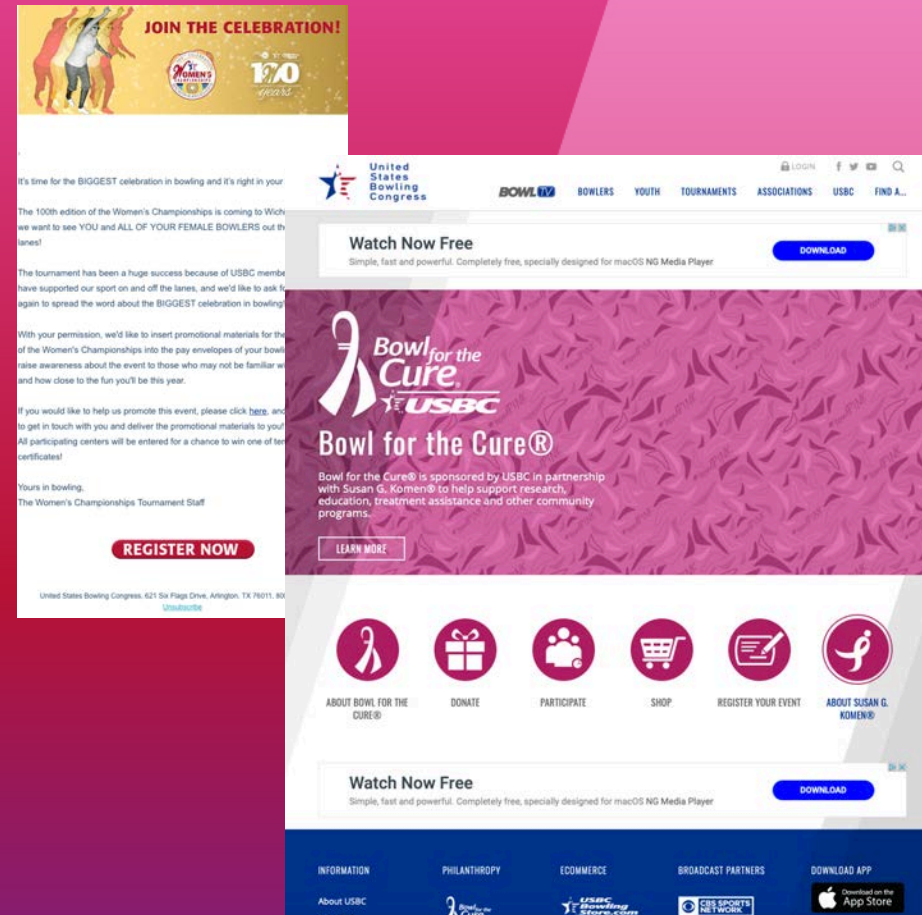 JOIN THE CELEBRATION!
WOMEN'S
CHAMPIONSHIPS
100
years
It's time for the BIGGEST celebration in bowling and it's right in your
The 100th edition of the Women's Championships is coming to
we want to see YOU and ALL OF YOUR FEMALE BOWLERS out
lanes!
The tournament has been a huge success because of USBC
have supported our sport on and off the lanes, and we'd like to ask
again to spread the word about the BIGGEST celebration in bowling!
With your permission, we'd like to insert promotional materials for the
of the Women's Championships into the pay envelopes of your
raise awareness about the event to those who may not be familiar
and how close to the fun you'll be this year.
If you would like to help us promote this event, please click here, and
to get in touch with you and deliver the promotional materials to you!
All participating centers will be entered for a chance to win one of
certificates!
Yours in bowling,
The Women's Championships Tournament Staff
REGISTER NOW
United States Bowling Congress, 621 Six Flags Drive, Arlington, TX 76011,
Unsubscribe
United
States
Bowling
Congress
LOGIN
BOWL TV BOWLERS YOUTH TOURNAMENTS ASSOCIATIONS USBC FIND A...
Watch Now Free
Simple, fast and powerful. Completely free, specially designed for macOS NG Media Player
DOWNLOAD
Bowl for the
Cure®
USBC
Bowl for the Cure®
Bowl for the Cure® is sponsored by USBC in partnership
with Susan G. Komen® to help support research,
education, treatment assistance and other community
programs.
LEARN MORE
ABOUT BOWL FOR THE
CURE®
DONATE
PARTICIPATE
SHOP
REGISTER YOUR EVENT
ABOUT SUSAN G.
KOMEN®
Watch Now Free
Simple, fast and powerful. Completely free, specially designed for macOS NG Media Player
DOWNLOAD
INFORMATION PHILANTHROPY ECOMMERCE BROADCAST PARTNERS DOWNLOAD APP
About USBC
Bowl for the
Cure
USBC
Bowling
Store.com
CBS SPORTS
NETWORK
Download on the
App Store